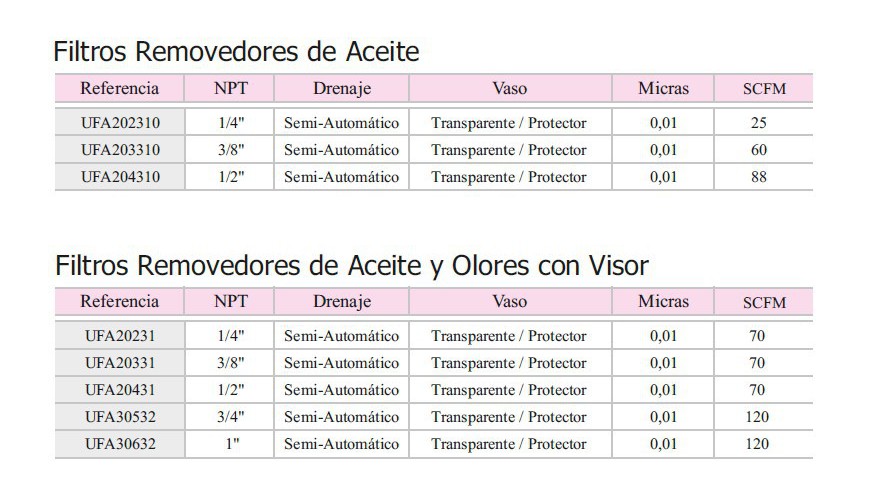 Filtros Removedores de Aceite
Referencia NPT Drenaje Vaso Micras SCFM
UFA202310 1/4" Semi-Automático Transparente / Protector 0,01 25
UFA203310 3/8" Semi-Automático Transparente / Protector 0,01 60
UFA204310 1/2" Semi-Automático Transparente / Protector 0,01 88
Filtros Removedores de Aceite y Olores con Visor
Referencia NPT Drenaje Vaso Micras SCFM
UFA20231 1/4" Semi-Automático Transparente / Protector 0,01 70
UFA20331 3/8" Semi-Automático Transparente / Protector 0,01 70
UFA20431 1/2" Semi-Automático Transparente / Protector 0,01 70
UFA30532 3/4" Semi-Automático Transparente / Protector 0,01 120
UFA30632 1" Semi-Automático Transparente / Protector 0,01 120